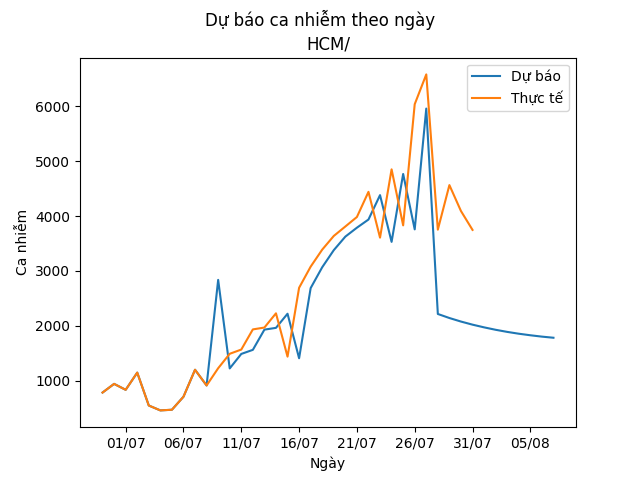 Dự báo ca nhiễm theo ngày
HCM/
Dự báo
Thực tế
6000
5000
4000
3000
2000
1000
Ca nhiễm
01/07 06/07 11/07 16/07 21/07 26/07 31/07 05/08
Ngày